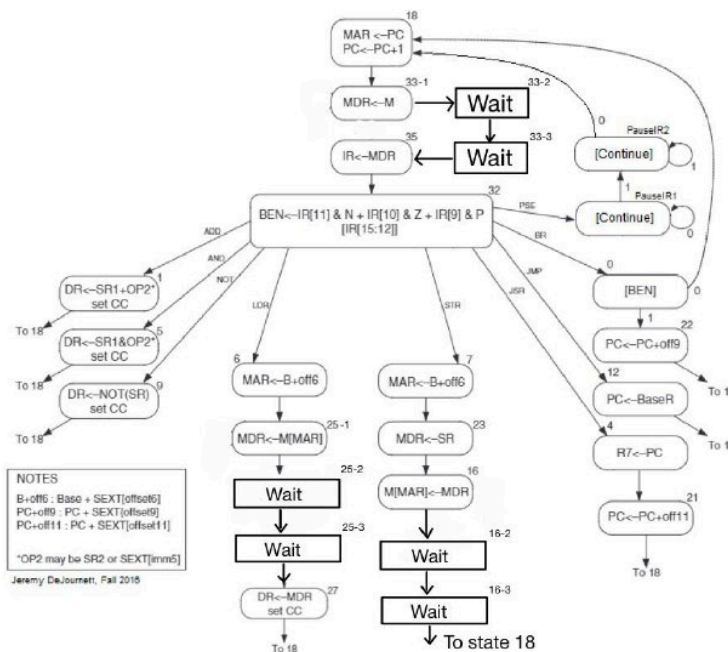 18
MAR <-PC
PC<-PC+1
33-1
MDR<-M
33-2
Wait
33-3
Wait
35
IR<-MDR
0
PauseIR2
[Continue]
1
1
PauseIR1
[Continue]
0
32
BEN<-IR[11] & N + IR[10] & Z + IR[9] & P
[IR[15:12]]
PSE
BR
JMP
JSR
ADD
AND
NOT
LDR
STR
1
DR<-SR1+OP2*
set CC
To 18
5
DR<-SR1&OP2*
set CC
To 18
9
DR<-NOT(SR)
set CC
To 18
0
[BEN]
0
1
22
PC<-PC+off9
To 1
12
PC<-BaseR
To 1
4
R7<-PC
21
PC<-PC+off11
To 18
6
MAR<-B+off6
25-1
MDR<-M[MAR]
25-2
Wait
25-3
Wait
27
DR<-MDR
set CC
To 18
7
MAR<-B+off6
23
MDR<-SR
16
M[MAR]<-MDR
16-2
Wait
16-3
Wait
To state 18
NOTES
B+off6 : Base + SEXT[offset6]
PC+off9 : PC + SEXT[offset9]
PC+off11 : PC + SEXT[offset11]
*OP2 may be SR2 or SEXT[imm5]
Jeremy DeJournett, Fall 2016